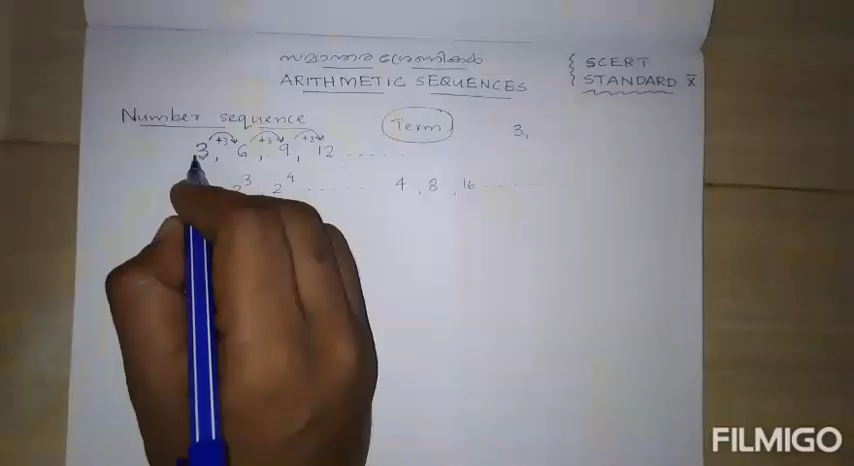 സമാന്തര ശ്രേണികൾ
ARITHMETIC SEQUENCES
SCERT
STANDARD X
Number sequence
Term
3,
+3 +3 +3
3, 6, 9, 12 ......
2³, 2⁴ ...... 4, 8, 16 ......
FILMIGO